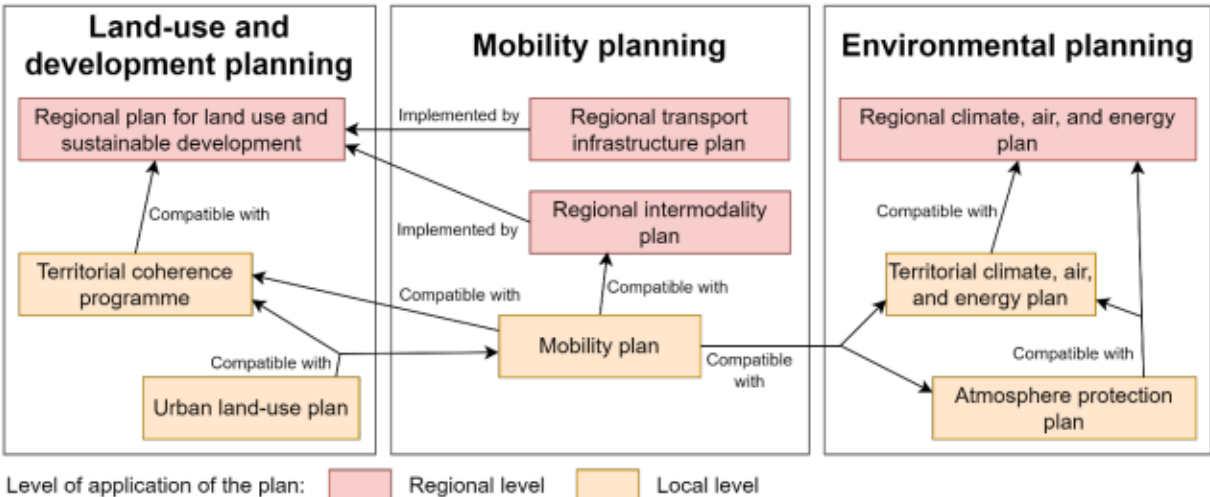 Land-use and
development planning
Regional plan for land use and
sustainable development
Compatible with
Territorial coherence
programme
Compatible with
Urban land-use plan
Mobility planning
Implemented by
Regional transport
infrastructure plan
Regional intermodality
plan
Implemented by
Compatible with
Compatible with
Mobility plan
Compatible
with
Environmental planning
Regional climate, air, and energy
plan
Compatible with
Territorial climate, air,
and energy plan
Compatible with
Atmosphere protection
plan
Level of application of the plan:
Regional level
Local level